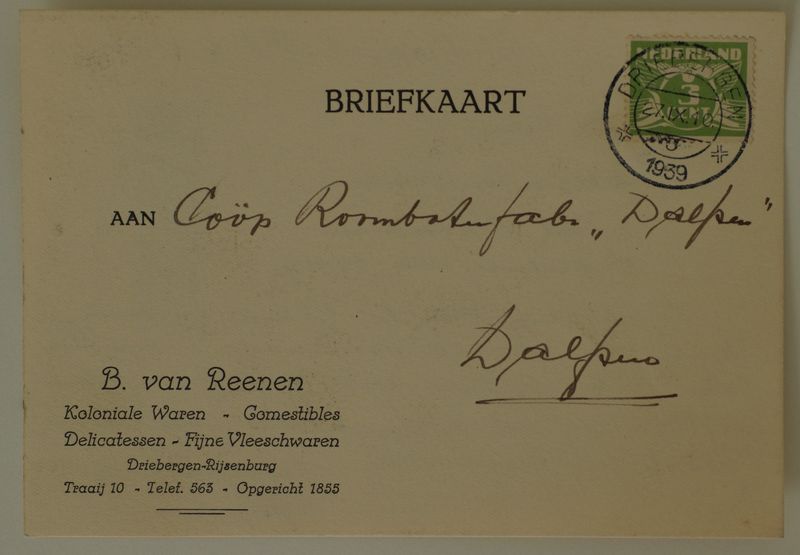 NEDERLAND
3
DRIEBERGEN
1939
BRIEFKAART
AAN Coöp Roomboterfabr „Dalfsen"
Dalfsen
B. van Reenen
Koloniale Waren - Comestibles
Delicatessen - Fijne Vleeschwaren
Driebergen-Rijsenburg
Traaij 10 - Telef. 563 - Opgericht 1855